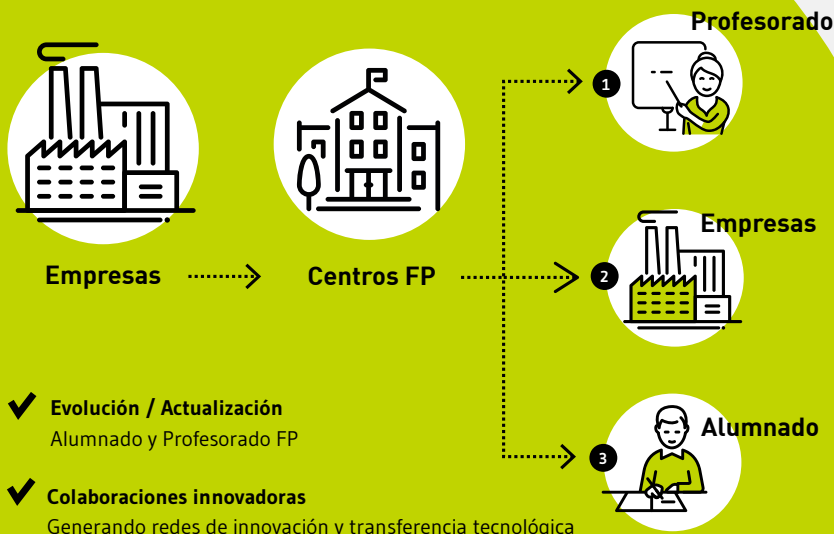 Profesorado
1
Empresas
Centros FP
2
Empresas
3
Alumnado
Evolución / Actualización
Alumnado y Profesorado FP
Colaboraciones innovadoras
Generando redes de innovación y transferencia tecnológica